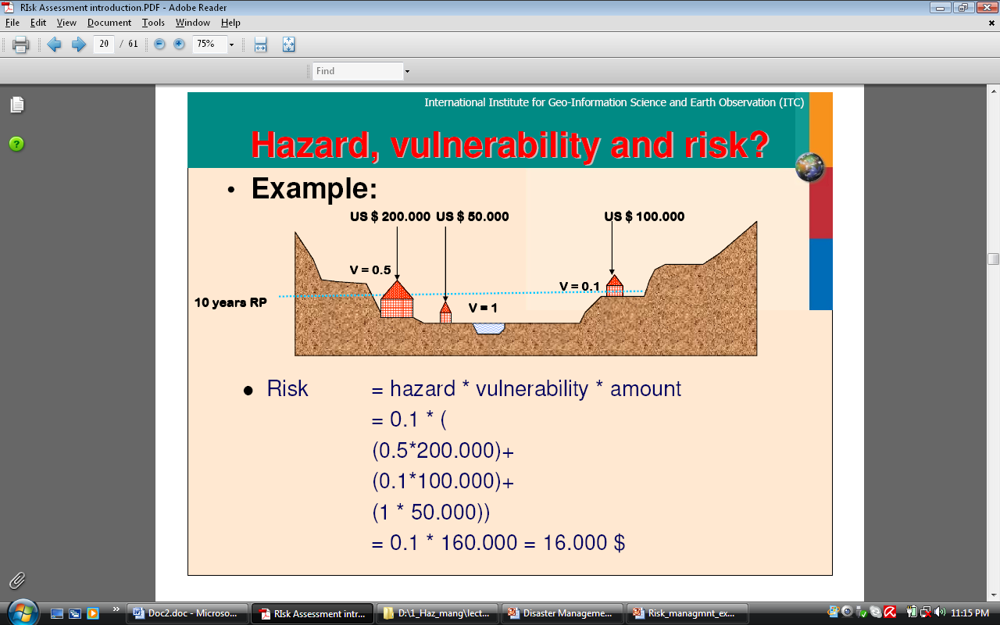 RIsk Assessment introduction.PDF - Adobe Reader
File Edit View Document Tools Window Help
20 / 61 75%
Find
International Institute for Geo-Information Science and Earth Observation (ITC)
Hazard, vulnerability and risk?
• Example:
US $ 200.000 US $ 50.000 US $ 100.000
V = 0.5
V = 0.1
10 years RP
V = 1
● Risk = hazard * vulnerability * amount
= 0.1 * (
(0.5*200.000)+
(0.1*100.000)+
(1 * 50.000))
= 0.1 * 160.000 = 16.000 $
Doc2.doc - Microso... RIsk Assessment intr... D:\1_Haz_mang\lect... Disaster Manageme... Risk_managmnt_ex... 11:15 PM